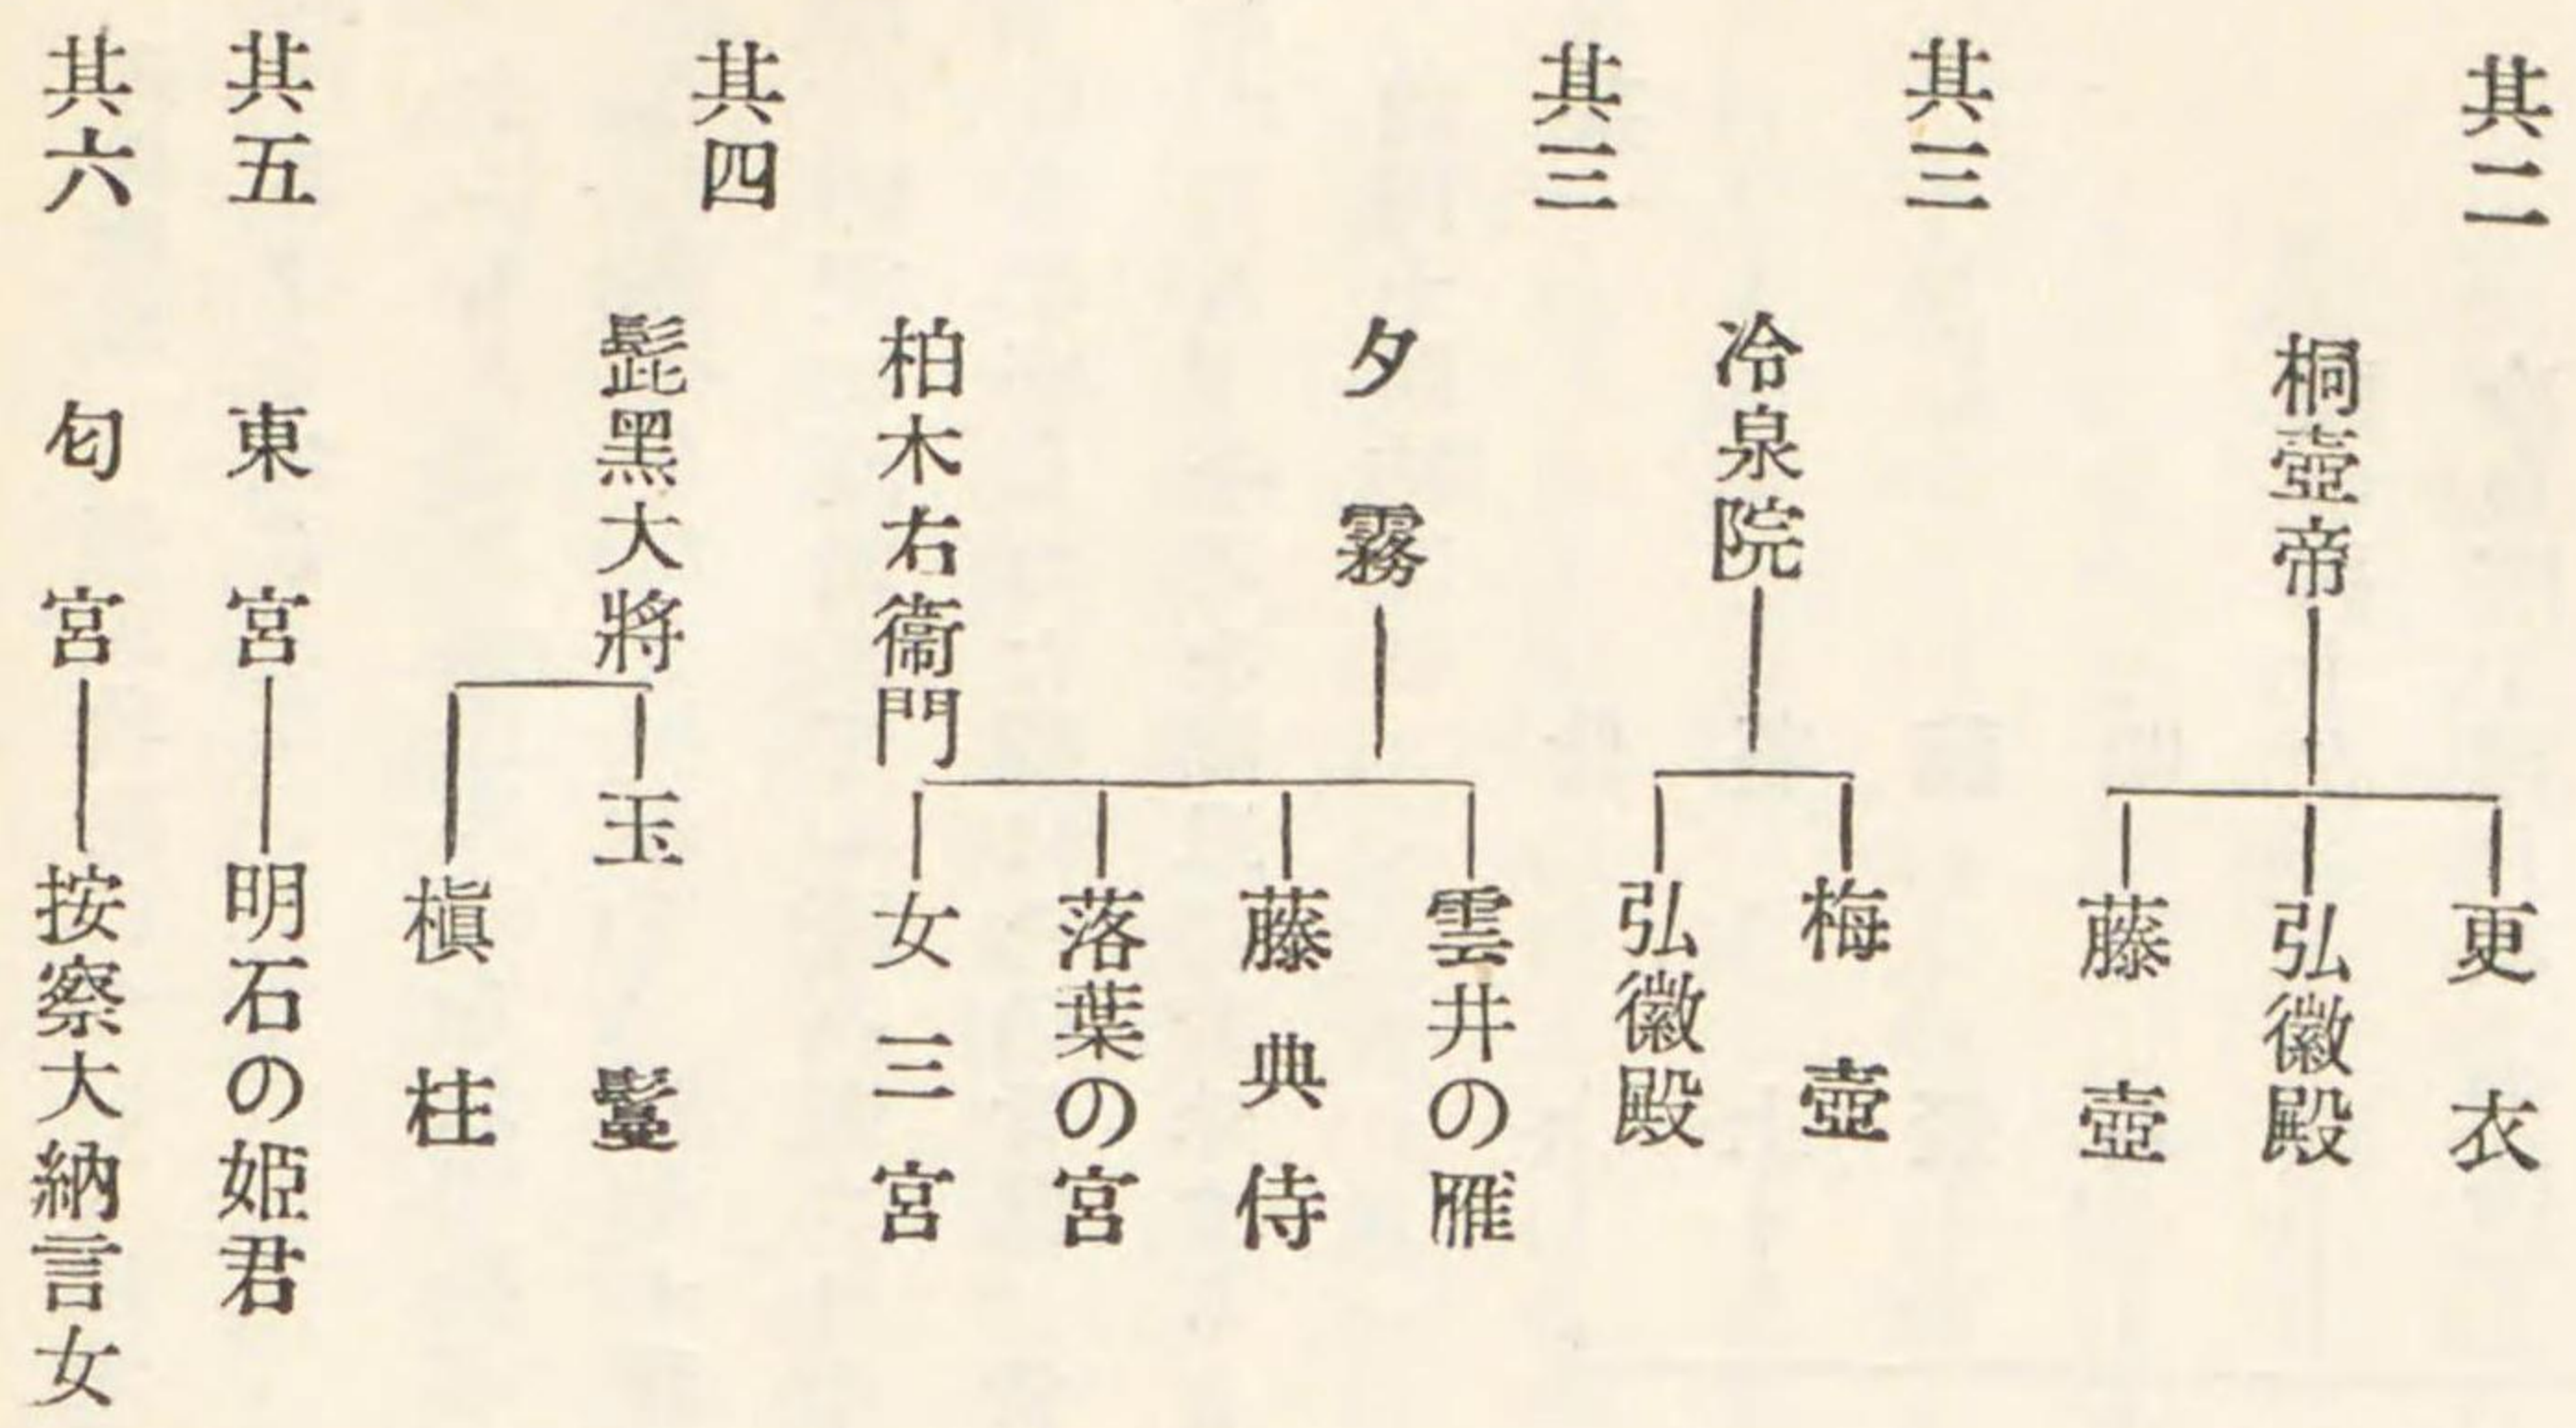 其二
桐壺帝
更衣
弘徽殿
藤壺
其三
冷泉院
梅壺
弘徽殿
其三
夕霧
雲井の雁
藤典侍
落葉の宮
柏木右衞門
女三宮
其四
髭黑大將
玉鬘
槇柱
其五
東宮
明石の姫君
其六
匂宮
按察大納言女